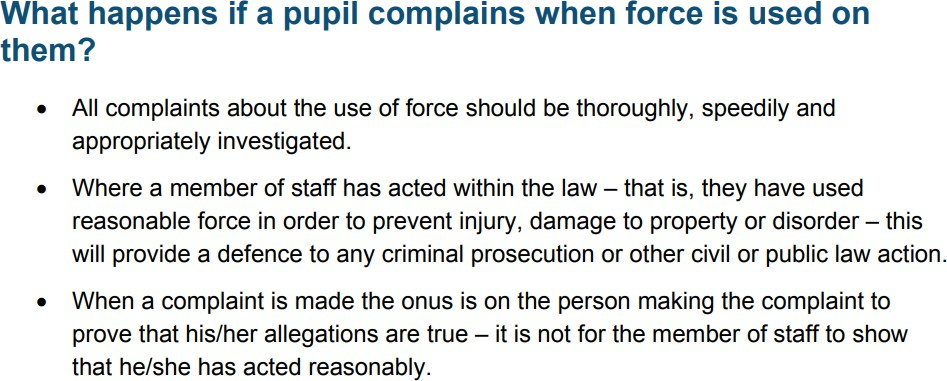 What happens if a pupil complains when force is used on
them?
• All complaints about the use of force should be thoroughly, speedily and
appropriately investigated.
• Where a member of staff has acted within the law – that is, they have used
reasonable force in order to prevent injury, damage to property or disorder – this
will provide a defence to any criminal prosecution or other civil or public law action.
• When a complaint is made the onus is on the person making the complaint to
prove that his/her allegations are true – it is not for the member of staff to show
that he/she has acted reasonably.